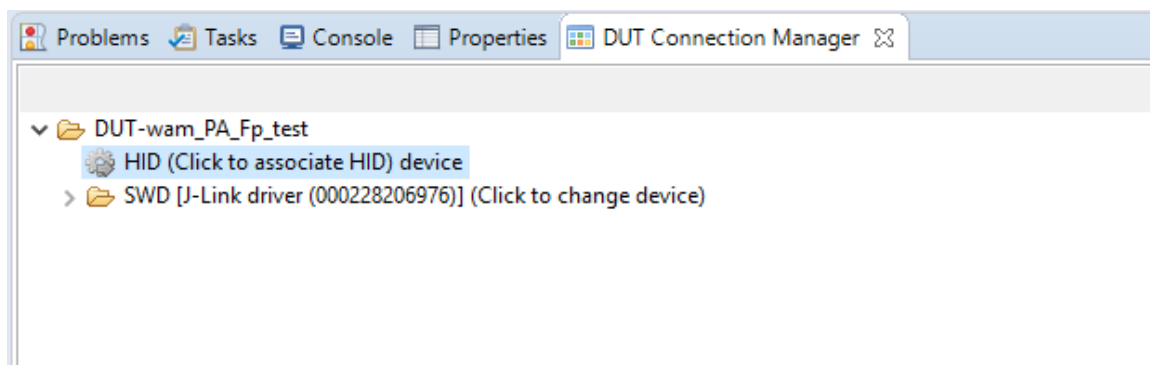 Problems Tasks Console Properties DUT Connection Manager
DUT-wam_PA_Fp_test
HID (Click to associate HID) device
SWD [J-Link driver (000228206976)] (Click to change device)